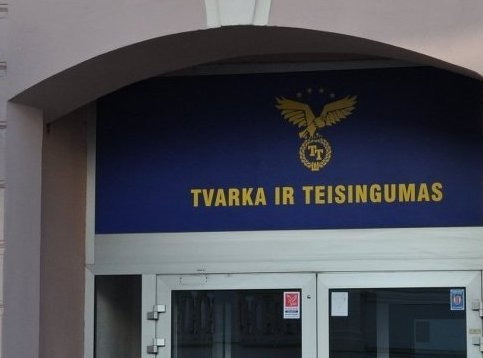 TT
TVARKA IR TEISINGUMAS